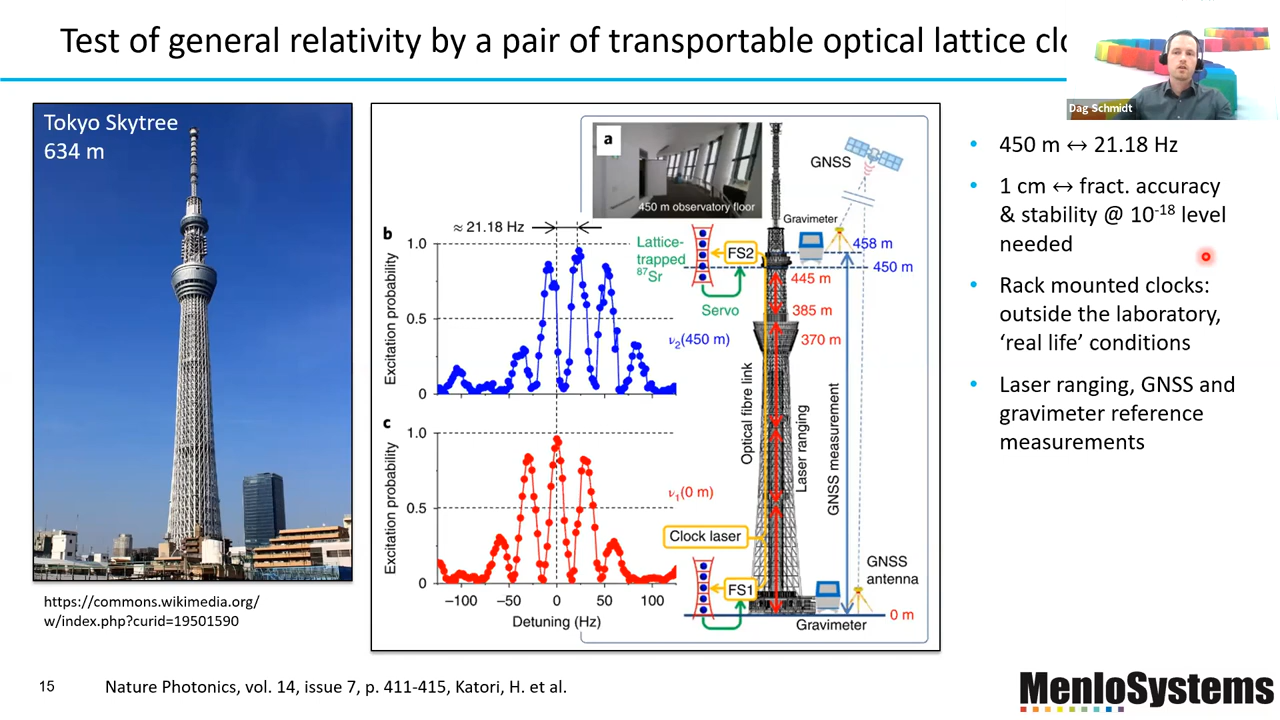 Test of general relativity by a pair of transportable optical lattice clo
Dag Schmidt
Tokyo Skytree
634 m
https://commons.wikimedia.org/
w/index.php?curid=19501590
a
450 m observatory floor
GNSS
Gravimeter
458 m
450 m
≈ 21.18 Hz
b
1.0
0.5
0
Excitation probability
Lattice-
trapped
⁸⁷Sr
FS2
Servo
445 m
385 m
370 m
ν₂(450 m)
c
1.0
0.5
0
Excitation probability
ν₁(0 m)
Optical fibre link
Laser ranging
GNSS measurement
Clock laser
FS1
GNSS
antenna
Gravimeter
0 m
−100
−50
0
50
100
Detuning (Hz)
• 450 m ↔ 21.18 Hz
• 1 cm ↔ fract. accuracy
& stability @ 10⁻¹⁸ level
needed
• Rack mounted clocks:
outside the laboratory,
‘real life’ conditions
• Laser ranging, GNSS and
gravimeter reference
measurements
15
Nature Photonics, vol. 14, issue 7, p. 411-415, Katori, H. et al.
MenloSystems